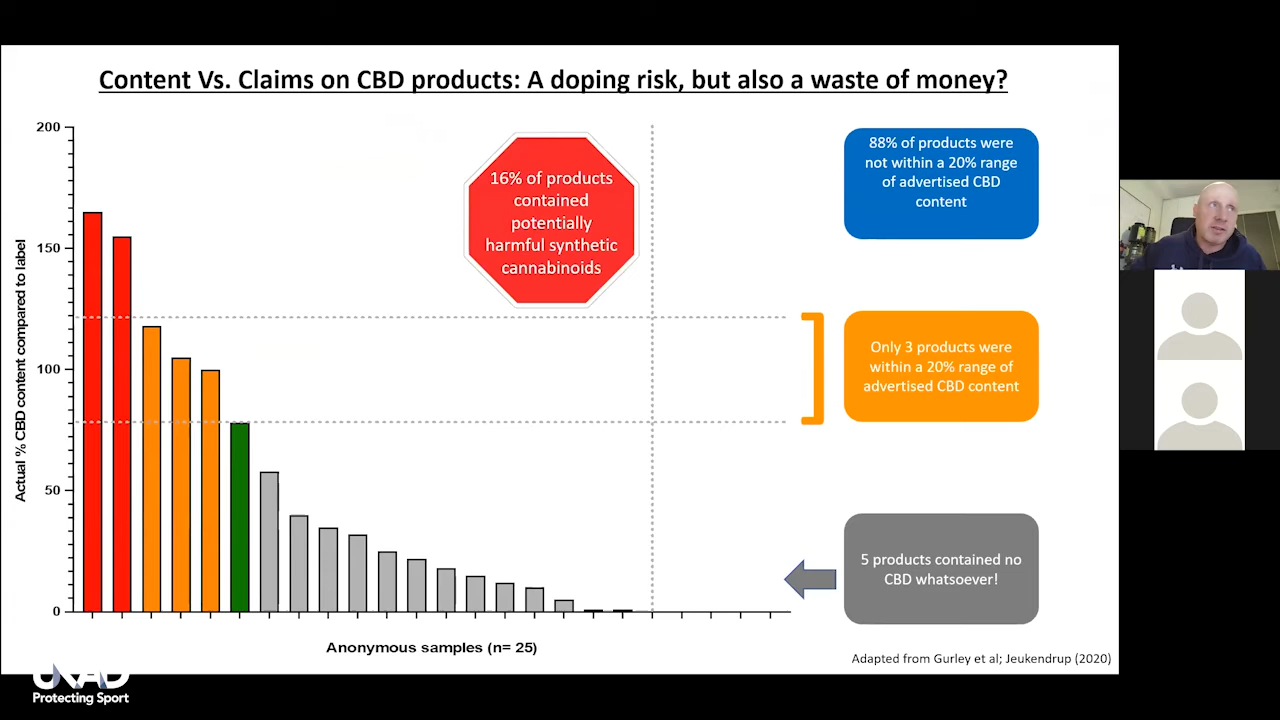 Content Vs. Claims on CBD products: A doping risk, but also a waste of money?
200
150
100
50
0
Actual % CBD content compared to label
16% of products
contained
potentially
harmful synthetic
cannabinoids
88% of products were
not within a 20% range
of advertised CBD
content
Only 3 products were
within a 20% range of
advertised CBD content
5 products contained no
CBD whatsoever!
Anonymous samples (n= 25)
Adapted from Gurley et al; Jeukendrup (2020)
UKAD
Protecting Sport